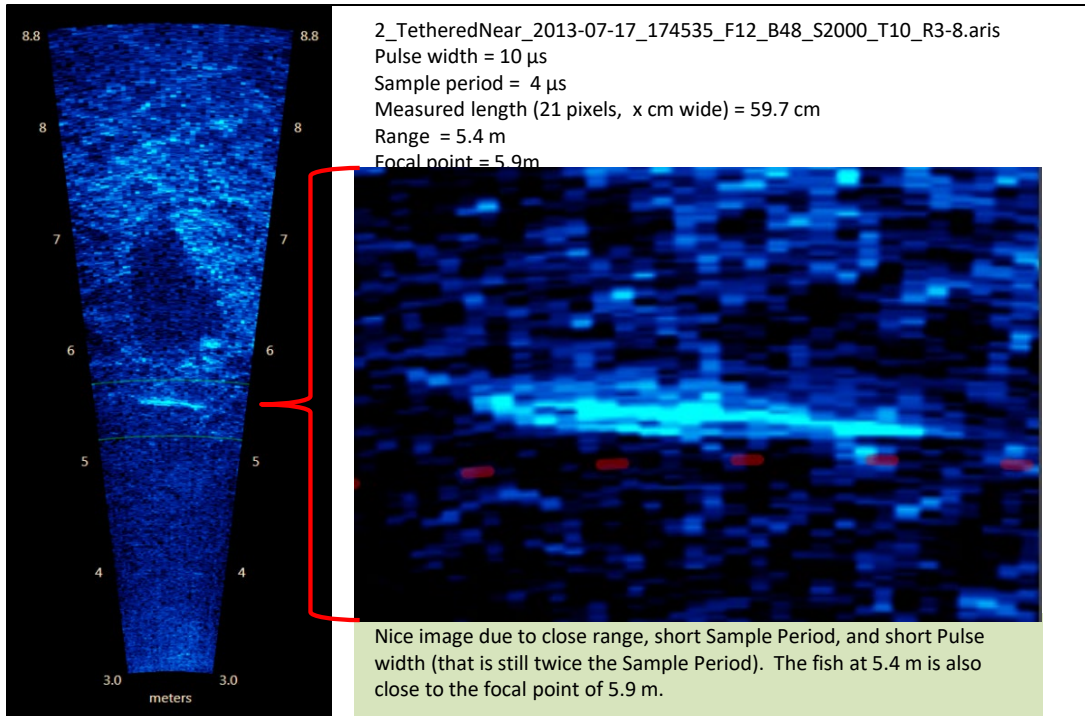 2_TetheredNear_2013-07-17_174535_F12_B48_S2000_T10_R3-8.aris
Pulse width = 10 µs
Sample period =  4 µs
Measured length (21 pixels,  x cm wide) = 59.7 cm
Range  = 5.4 m
Focal point = 5.9m
8.8 8.8
8 8
7 7
6 6
5 5
4 4
3.0 3.0
meters
Nice image due to close range, short Sample Period, and short Pulse
width (that is still twice the Sample Period).  The fish at 5.4 m is also
close to the focal point of 5.9 m.